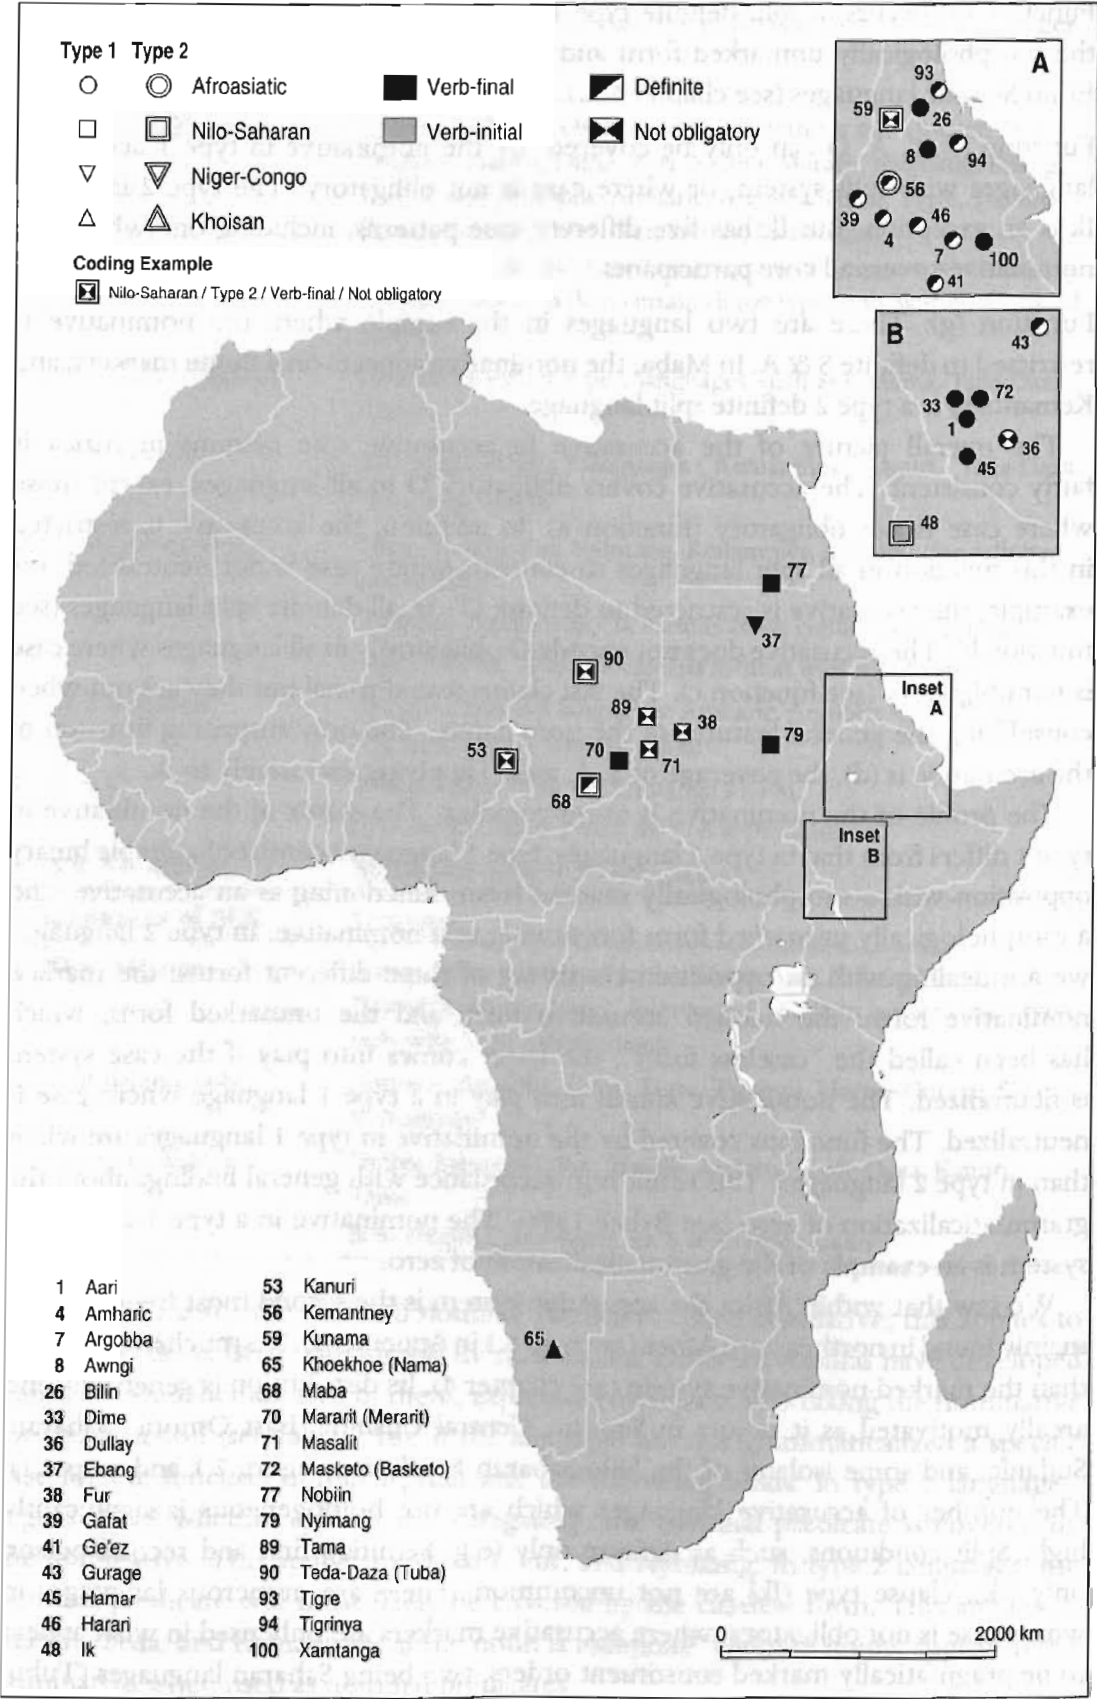 Type 1 Type 2
Afroasiatic
Nilo-Saharan
Niger-Congo
Khoisan
Verb-final
Verb-initial
Definite
Not obligatory
Coding Example
Nilo-Saharan / Type 2 / Verb-final / Not obligatory
A
93
59
26
8
94
56
39
4
46
7
100
41
B
43
33
72
1
36
45
48
77
37
90
89
38
53
70
71
79
68
Inset
A
Inset
B
65
1 Aari
4 Amharic
7 Argobba
8 Awngi
26 Bilin
33 Dime
36 Dullay
37 Ebang
38 Fur
39 Gafat
41 Ge'ez
43 Gurage
45 Hamar
46 Harari
48 Ik
53 Kanuri
56 Kemantney
59 Kunama
65 Khoekhoe (Nama)
68 Maba
70 Mararit (Merarit)
71 Masalit
72 Masketo (Basketo)
77 Nobiin
79 Nyimang
89 Tama
90 Teda-Daza (Tuba)
93 Tigre
94 Tigrinya
100 Xamtanga
0 2000 km